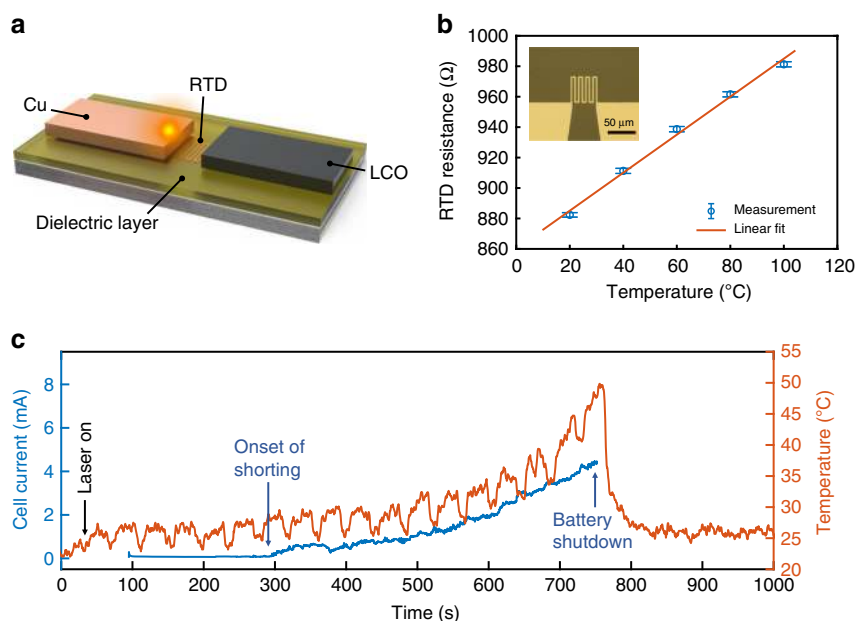 a
Cu
RTD
LCO
Dielectric layer
b
RTD resistance (Ω)
980
960
940
920
900
880
860
50 μm
Measurement
Linear fit
0 20 40 60 80 100 120
Temperature (°C)
c
Cell current (mA)
8
6
4
2
0
Laser on
Onset of
shorting
Battery
shutdown
55
50
45
40
35
30
25
20
Temperature (°C)
0 100 200 300 400 500 600 700 800 900 1000
Time (s)